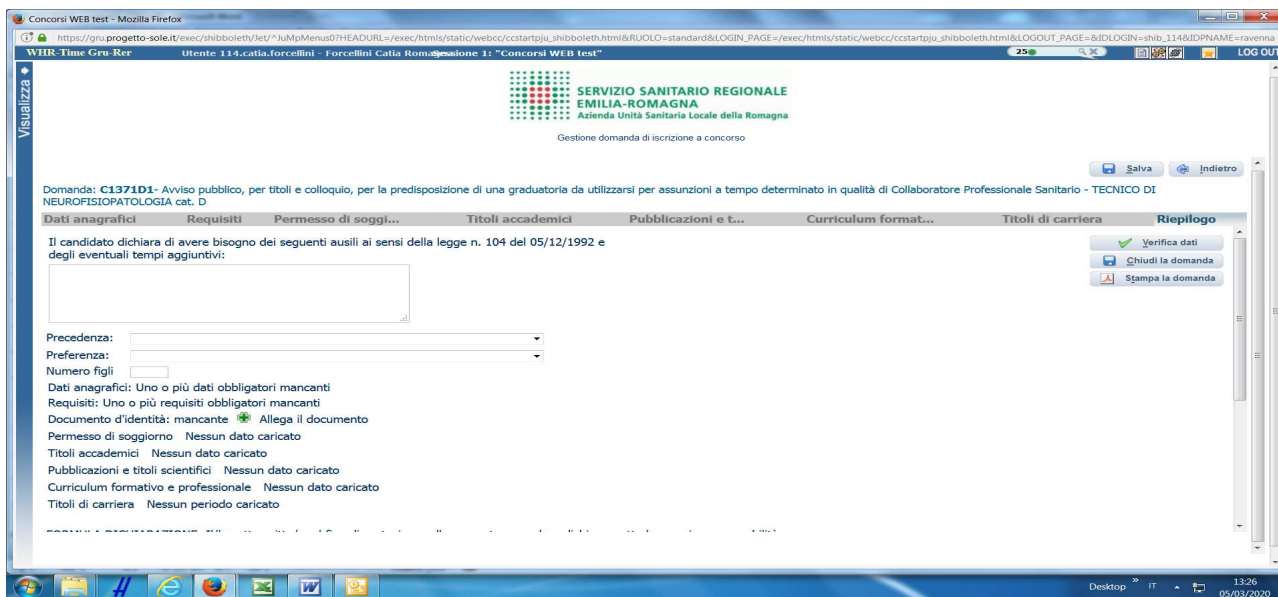 Concorsi WEB test - Mozilla Firefox
https://gru.progetto-sole.it/exec/shibboleth/Jet/^JuMpMenus0?HEADURL=/exec/htmls/static/webcc/ccstartpju_shibboleth.html&RUOLO=standard&LOGIN_PAGE=/exec/htmls/static/webcc/ccstartpju_shibboleth.html&LOGOUT_PAGE=&IDLOGIN=shib_114&IDPNAME=ravenna
WHR-Time Gru-Rer Utente 114.catia.forcellini - Forcellini Catia Sessione 1: "Concorsi WEB test" 25 LOG OUT
Visualizza
SERVIZIO SANITARIO REGIONALE
EMILIA-ROMAGNA
Azienda Unità Sanitaria Locale della Romagna
Gestione domanda di iscrizione a concorso
Salva Indietro
Domanda: C1371D1- Avviso pubblico, per titoli e colloquio, per la predisposizione di una graduatoria da utilizzarsi per assunzioni a tempo determinato in qualità di Collaboratore Professionale Sanitario - TECNICO DI
NEUROFISIOPATOLOGIA cat. D
Dati anagrafici Requisiti Permesso di soggi... Titoli accademici Pubblicazioni e t... Curriculum format... Titoli di carriera Riepilogo
Il candidato dichiara di avere bisogno dei seguenti ausili ai sensi della legge n. 104 del 05/12/1992 e
degli eventuali tempi aggiuntivi:
Verifica dati
Chiudi la domanda
Stampa la domanda
Precedenza:
Preferenza:
Numero figli
Dati anagrafici: Uno o più dati obbligatori mancanti
Requisiti: Uno o più requisiti obbligatori mancanti
Documento d'identità: mancante Allega il documento
Permesso di soggiorno Nessun dato caricato
Titoli accademici Nessun dato caricato
Pubblicazioni e titoli scientifici Nessun dato caricato
Curriculum formativo e professionale Nessun dato caricato
Titoli di carriera Nessun periodo caricato
Desktop IT 13:26
05/03/2020